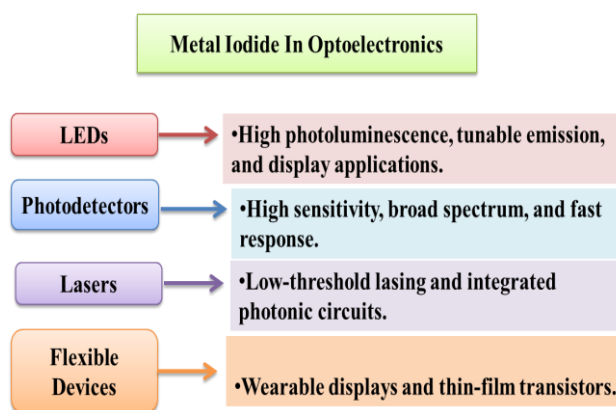 Metal Iodide In Optoelectronics
LEDs
•High photoluminescence, tunable emission,
and display applications.
Photodetectors
•High sensitivity, broad spectrum, and fast
response.
Lasers
•Low-threshold lasing and integrated
photonic circuits.
Flexible
Devices
•Wearable displays and thin-film transistors.